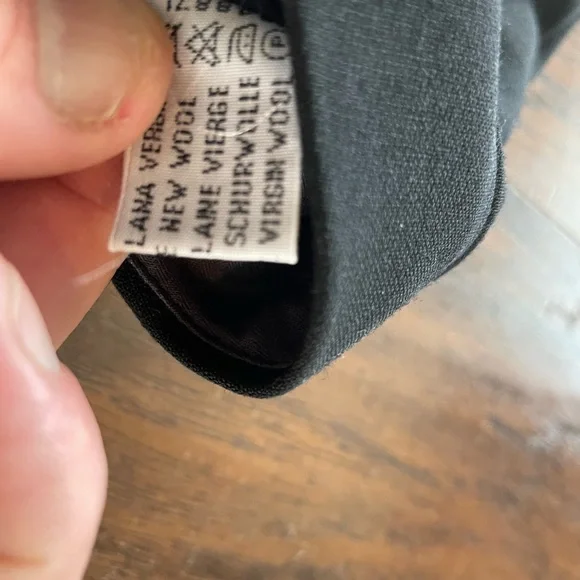 LANA VERG
NEW WOOL
LAINE VIERGE
SCHURWOLLE
VIRGIN WOOL
P